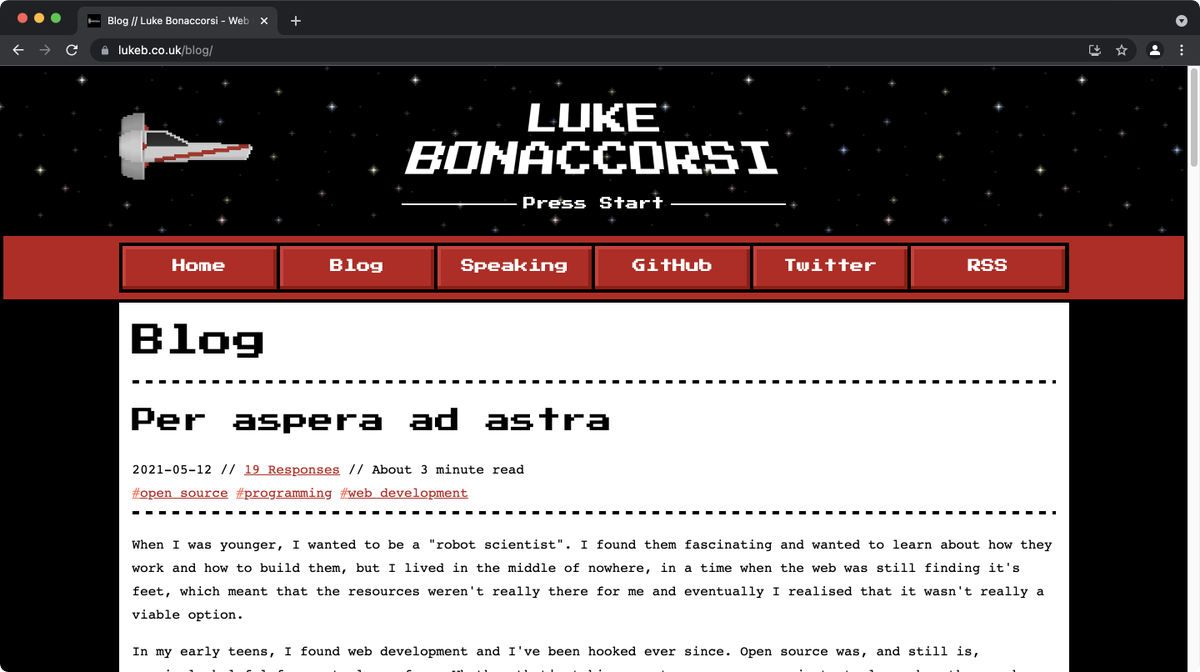 Blog // Luke Bonaccorsi - Web
lukeb.co.uk/blog/
LUKE
BONACCORSI
Press Start
Home Blog Speaking GitHub Twitter RSS
Blog
Per aspera ad astra
2021-05-12 // 19 Responses // About 3 minute read
#open source #programming #web development
When I was younger, I wanted to be a "robot scientist". I found them fascinating and wanted to learn about how they
work and how to build them, but I lived in the middle of nowhere, in a time when the web was still finding it's
feet, which meant that the resources weren't really there for me and eventually I realised that it wasn't really a
viable option.
In my early teens, I found web development and I've been hooked ever since. Open source was, and still is,